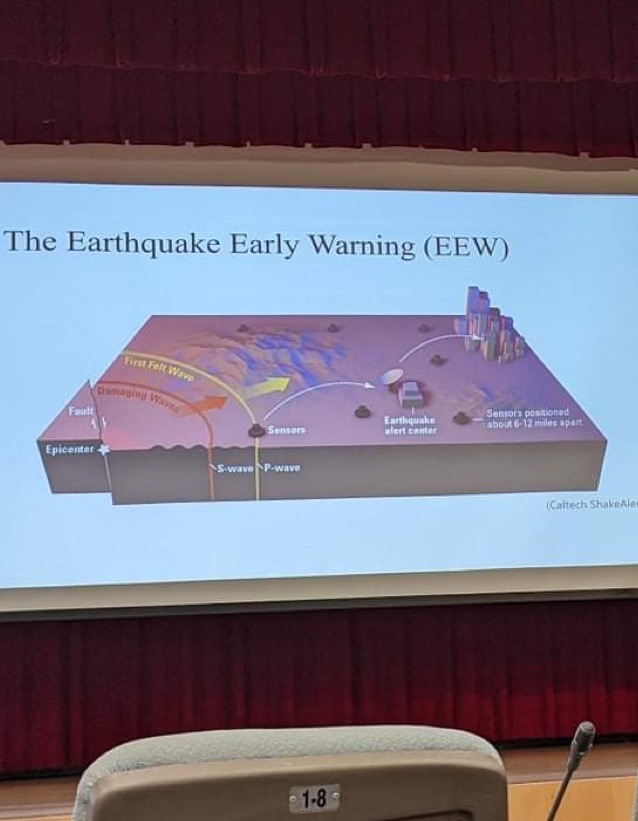 The Earthquake Early Warning (EEW)
First Felt Wave
Damaging Waves
Fault
Epicenter
Sensors
S-wave
P-wave
Earthquake
alert center
Sensors positioned
about 6-12 miles apart
(Caltech ShakeAle
1-8